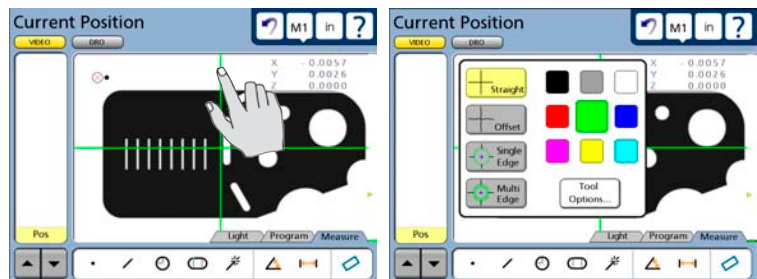 Current Position
M1 in ?
VIDEO DRO
X - 0.0057
Y 0.0026
Z 0.0000
Pos
Light Program Measure
Current Position
M1 in ?
VIDEO DRO
X - 0.0057
Y 0.0026
Z 0.0000
Straight
Offset
Single
Edge
Multi
Edge
Tool
Options...
Pos
Light Program Measure